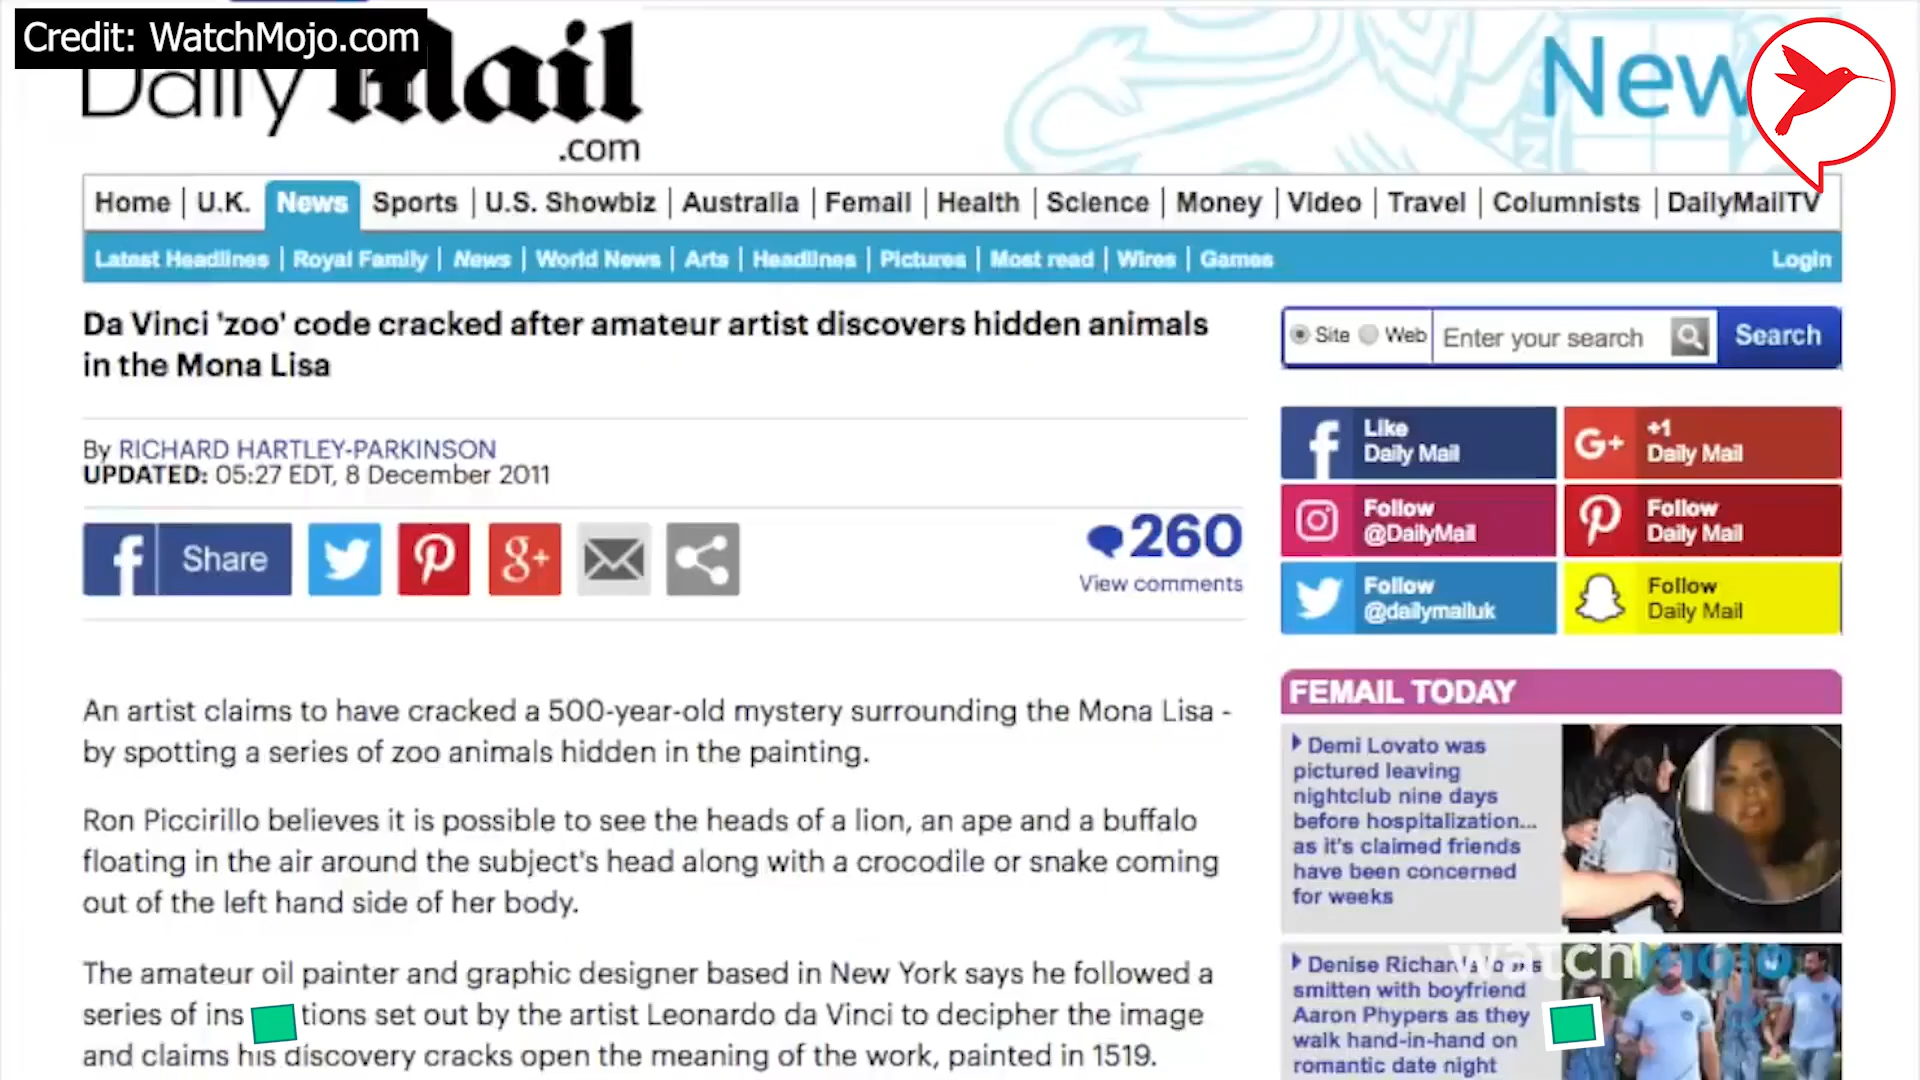 Credit: WatchMojo.com
Daily Mail
.com
Home | U.K. News Sports | U.S. Showbiz | Australia | Femail | Health | Science | Money | Video | Travel | Columnists | DailyMailTV
Latest Headlines | Royal Family | News | World News | Arts | Headlines | Pictures | Most read | Wires | Games Login
Da Vinci 'zoo' code cracked after amateur artist discovers hidden animals
in the Mona Lisa
By RICHARD HARTLEY-PARKINSON
UPDATED: 05:27 EDT, 8 December 2011
Share
260
View comments
An artist claims to have cracked a 500-year-old mystery surrounding the Mona Lisa -
by spotting a series of zoo animals hidden in the painting.
Ron Piccirillo believes it is possible to see the heads of a lion, an ape and a buffalo
floating in the air around the subject's head along with a crocodile or snake coming
out of the left hand side of her body.
The amateur oil painter and graphic designer based in New York says he followed a
series of ins tions set out by the artist Leonardo da Vinci to decipher the image
and claims his discovery cracks open the meaning of the work, painted in 1519.
Site Web Enter your search Search
Like
Daily Mail
+1
Daily Mail
Follow
@DailyMail
Follow
Daily Mail
Follow
@dailymailuk
Follow
Daily Mail
FEMAIL TODAY
Demi Lovato was
pictured leaving
nightclub nine days
before hospitalization...
as it's claimed friends
have been concerned
for weeks
watchmojo
Denise Richards
smitten with boyfriend
Aaron Phypers as they
walk hand-in-hand on
romantic date night